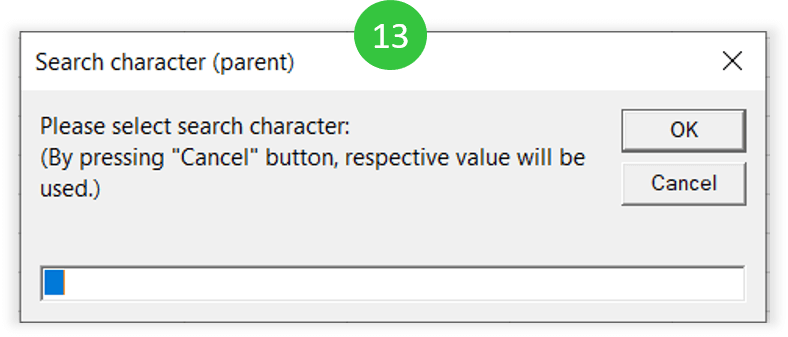 13
Search character (parent)
Please select search character:
(By pressing "Cancel" button, respective value will be
used.)
OK
Cancel